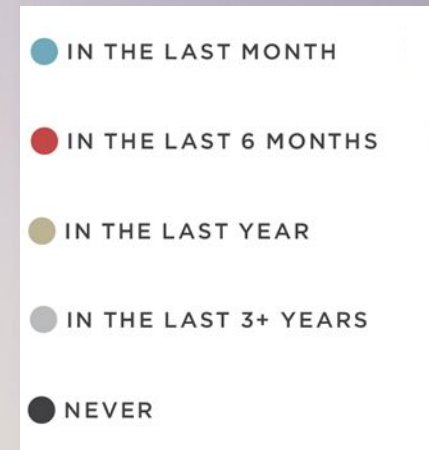 IN THE LAST MONTH
IN THE LAST 6 MONTHS
IN THE LAST YEAR
IN THE LAST 3+ YEARS
NEVER